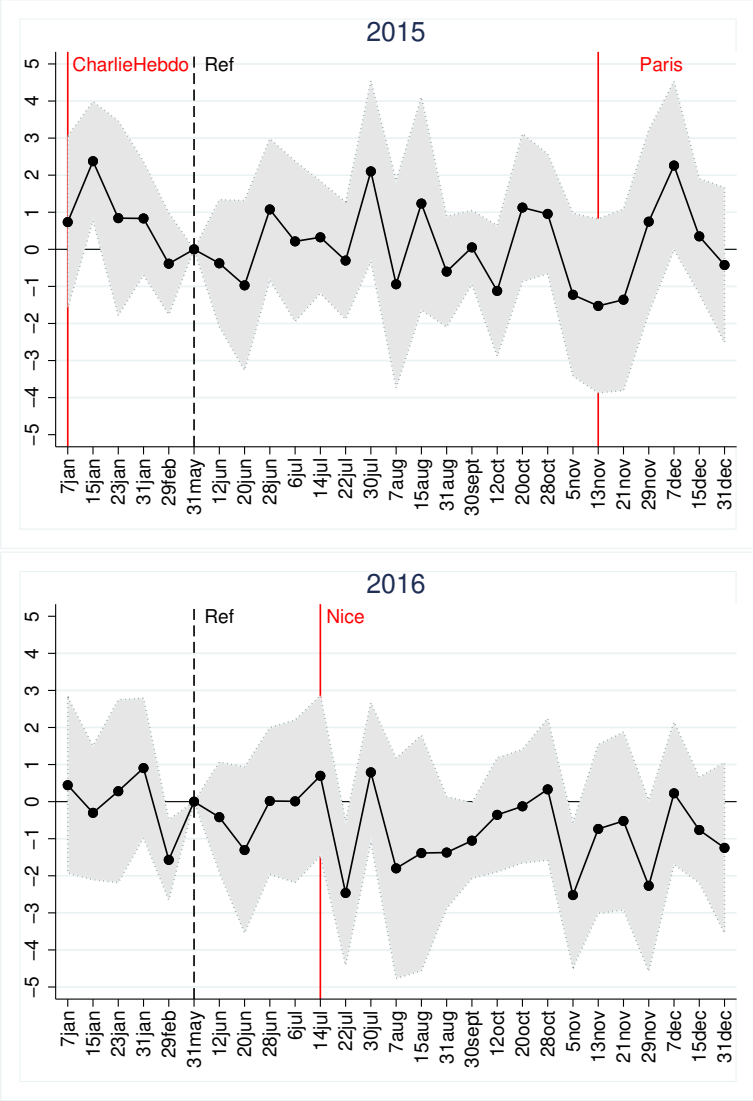 2015
CharlieHebdo
Ref
Paris
5
4
3
2
1
0
−1
−2
−3
−4
−5
7jan
15jan
23jan
31jan
29feb
31may
12jun
20jun
28jun
6jul
14jul
22jul
30jul
7aug
15aug
31aug
30sept
12oct
20oct
28oct
5nov
13nov
21nov
29nov
7dec
15dec
31dec
2016
Ref
Nice
5
4
3
2
1
0
−1
−2
−3
−4
−5
7jan
15jan
23jan
31jan
29feb
31may
12jun
20jun
28jun
6jul
14jul
22jul
30jul
7aug
15aug
31aug
30sept
12oct
20oct
28oct
5nov
13nov
21nov
29nov
7dec
15dec
31dec